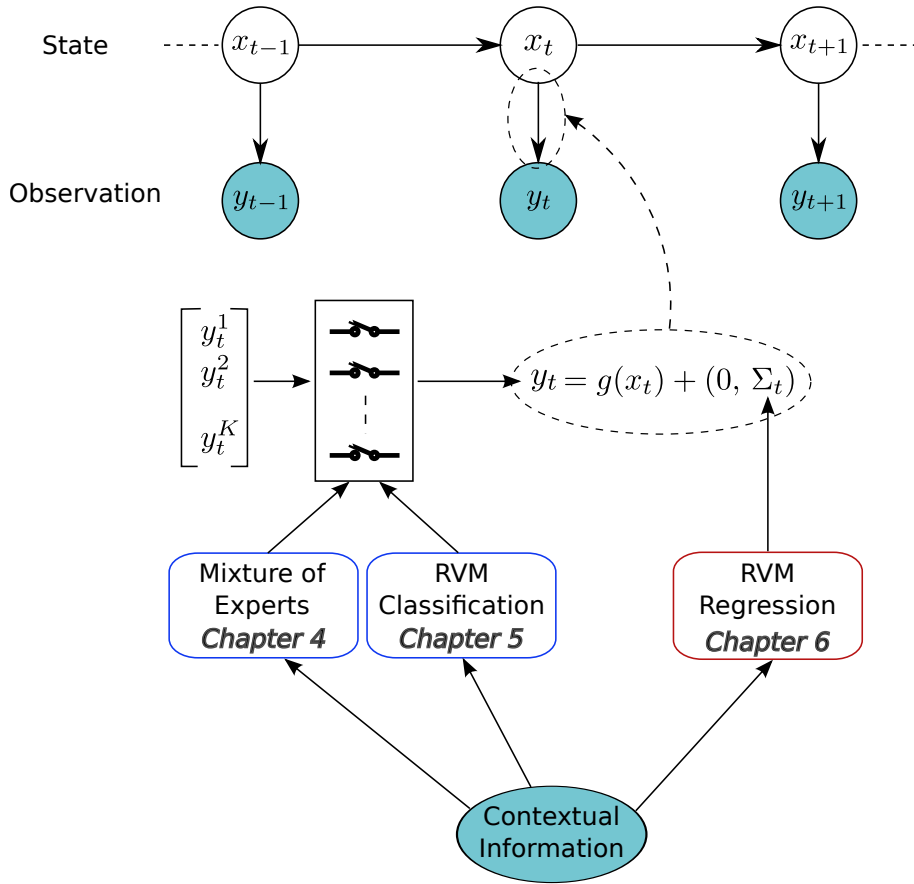 State
x_{t−1}
x_t
x_{t+1}
Observation
y_{t−1}
y_t
y_{t+1}
y_t^1
y_t^2
y_t^K
y_t = g(x_t) + (0, Σ_t)
Mixture of
Experts
Chapter 4
RVM
Classification
Chapter 5
RVM
Regression
Chapter 6
Contextual
Information